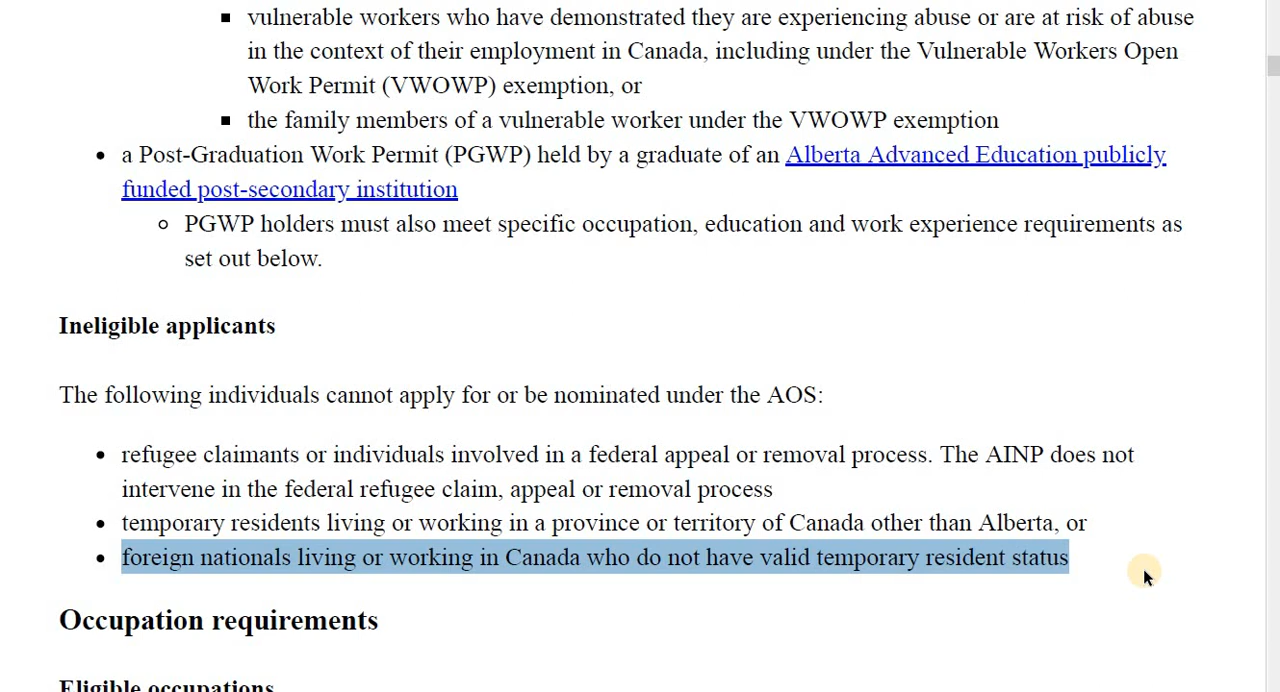 vulnerable workers who have demonstrated they are experiencing abuse or are at risk of abuse
in the context of their employment in Canada, including under the Vulnerable Workers Open
Work Permit (VWOWP) exemption, or
the family members of a vulnerable worker under the VWOWP exemption
a Post-Graduation Work Permit (PGWP) held by a graduate of an Alberta Advanced Education publicly
funded post-secondary institution
PGWP holders must also meet specific occupation, education and work experience requirements as
set out below.
Ineligible applicants
The following individuals cannot apply for or be nominated under the AOS:
refugee claimants or individuals involved in a federal appeal or removal process. The AINP does not
intervene in the federal refugee claim, appeal or removal process
temporary residents living or working in a province or territory of Canada other than Alberta, or
foreign nationals living or working in Canada who do not have valid temporary resident status
Occupation requirements
Eligible occupations